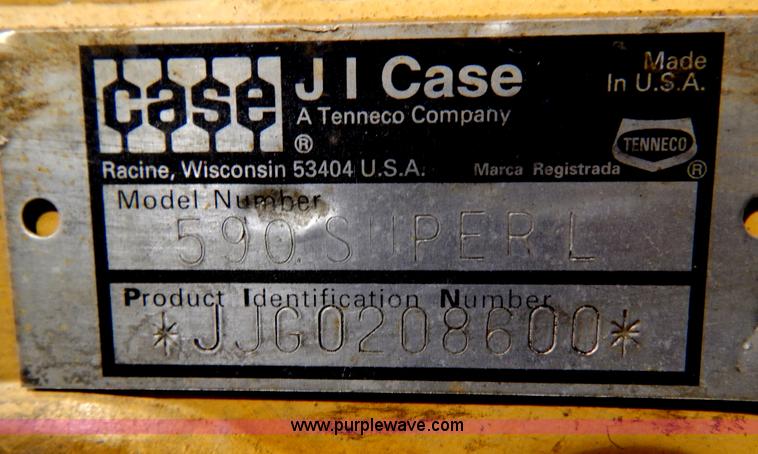 case
J I Case
A Tenneco Company
®
Made
In U.S.A.
TENNECO
®
Racine, Wisconsin 53404 U.S.A.
Marca Registrada
Model Number
590 SUPER L
Product Identification Number
*JJG0208600*
www.purplewave.com